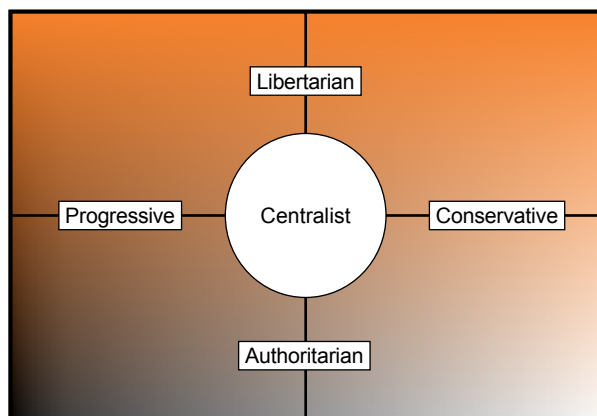 Libertarian
Progressive
Centralist
Conservative
Authoritarian